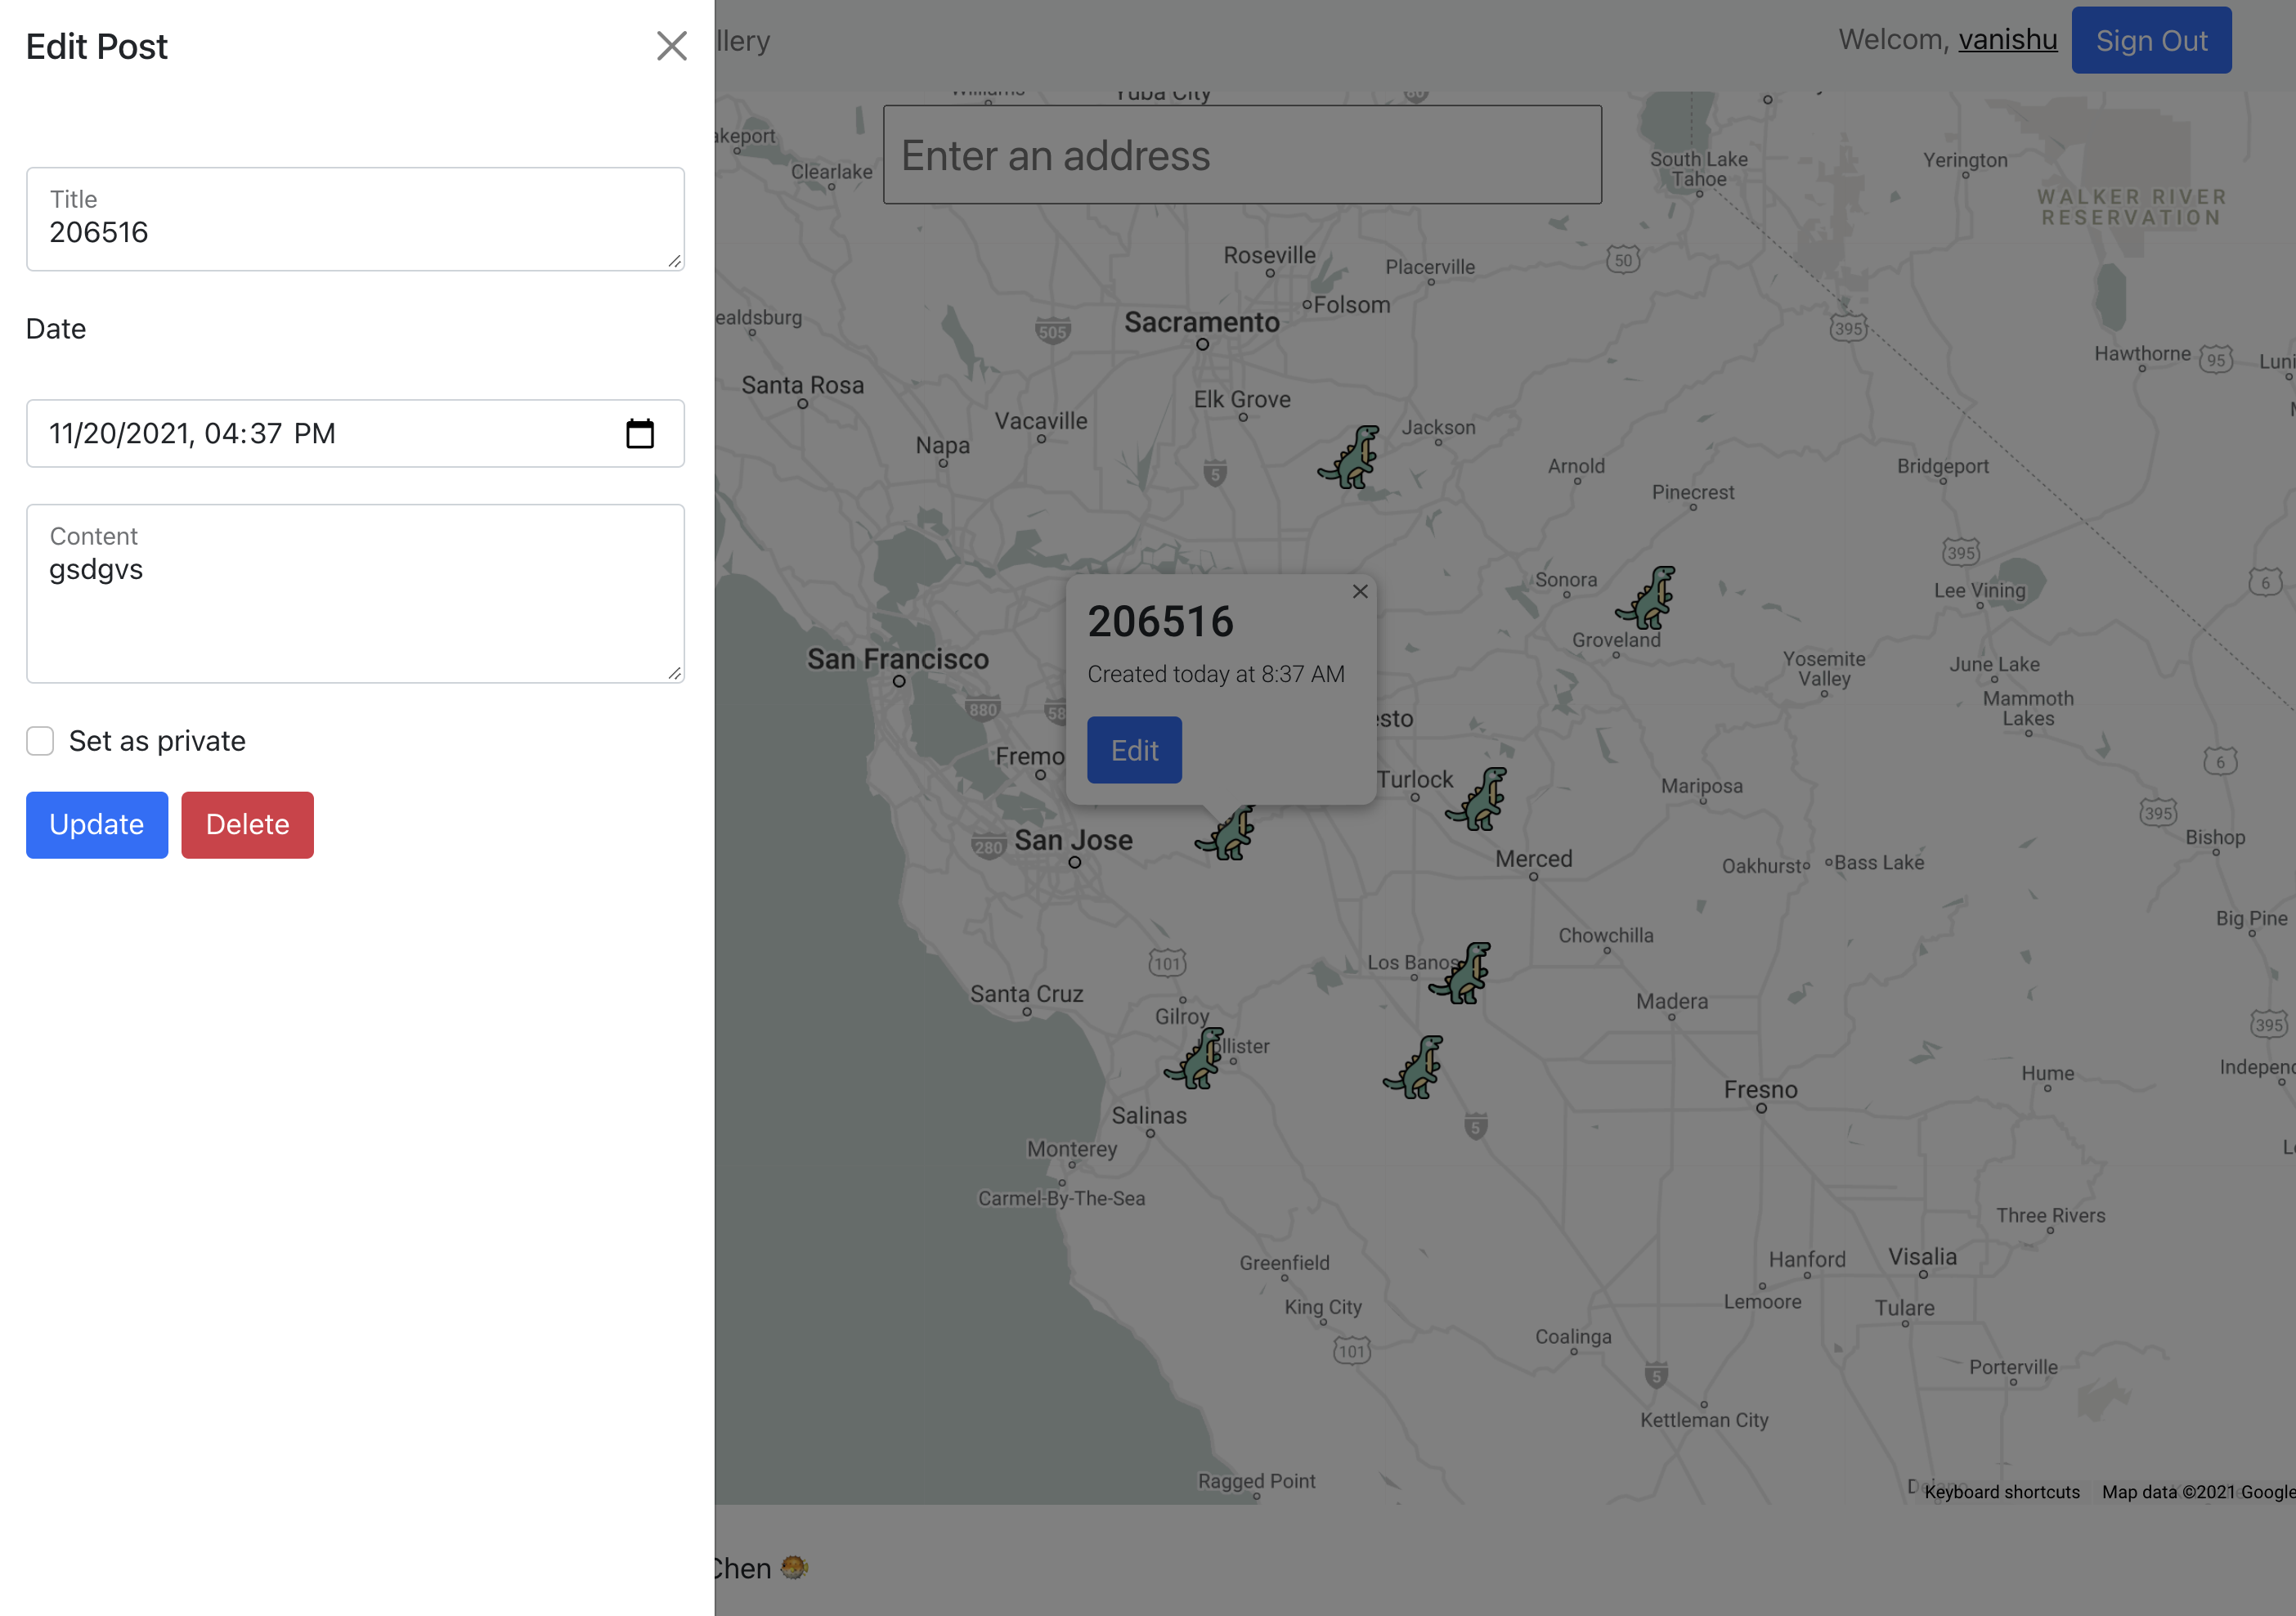 Edit Post
Title
206516
Date
11/20/2021, 04:37 PM
Content
gsdgvs
Set as private
Update
Delete
llery
Welcom, vanishu
Sign Out
Enter an address
Williams
Yuba City
80
akeport
Clearlake
South Lake
Tahoe
Yerington
WALKER RIVER
RESERVATION
Roseville
Placerville
50
Folsom
ealdsburg
505
Sacramento
395
Hawthorne
95
Luni
Santa Rosa
Elk Grove
Vacaville
Jackson
Napa
5
Arnold
Bridgeport
Pinecrest
395
Sonora
Lee Vining
6
206516
Created today at 8:37 AM
Edit
Groveland
San Francisco
Yosemite
Valley
June Lake
Mammoth
Lakes
880
58
esto
Fremo
Turlock
Mariposa
6
395
San Jose
280
Bishop
Merced
Oakhurst
Bass Lake
Big Pine
Chowchilla
101
Los Banos
Santa Cruz
Madera
Gilroy
395
ollister
Independ
Hume
Fresno
Salinas
5
Monterey
Carmel-By-The-Sea
Three Rivers
Greenfield
Hanford
Visalia
King City
Lemoore
Tulare
Coalinga
101
Porterville
5
Kettleman City
Ragged Point
Keyboard shortcuts
Map data ©2021 Google
Chen